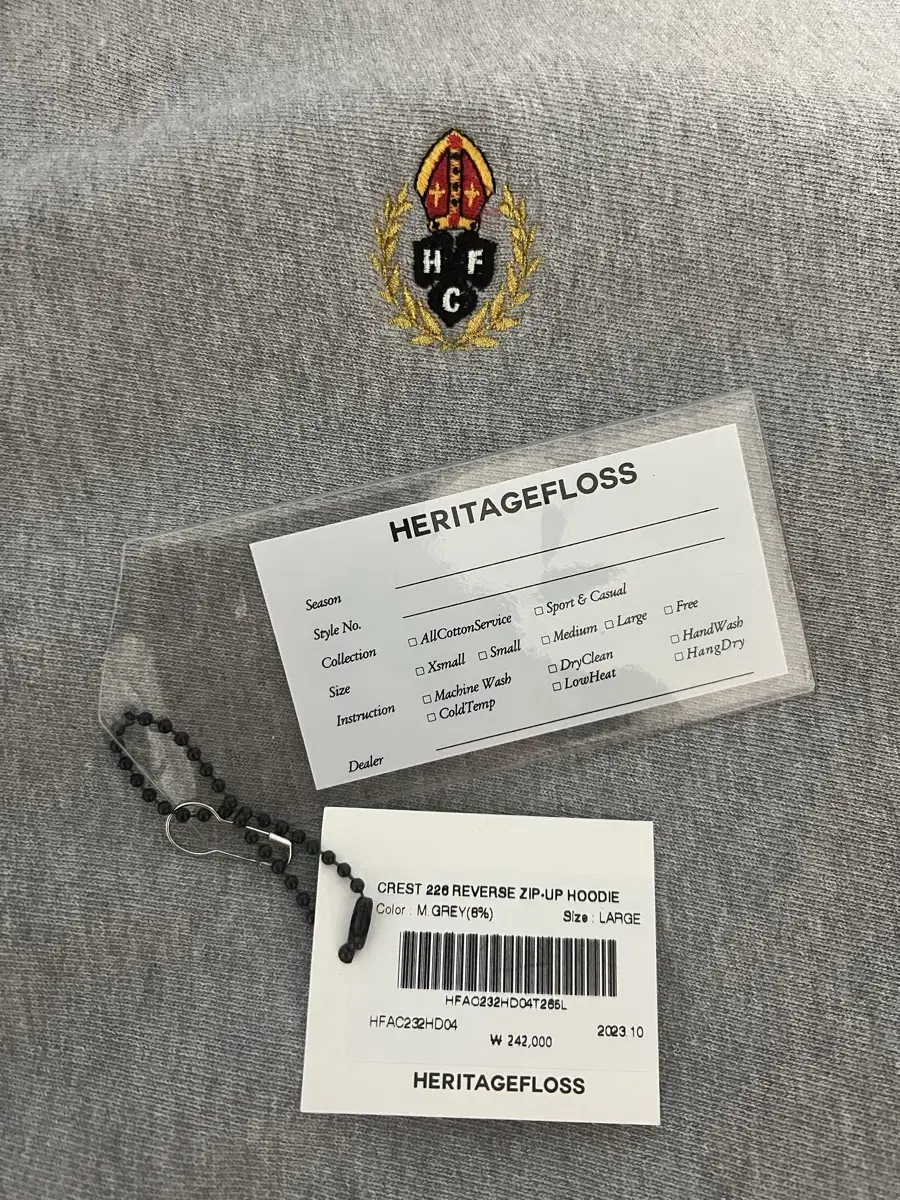 H F
C
HERITAGEFLOSS
Season
Style No.
Collection □ AllCottonService □ Sport & Casual
Size □ Xsmall □ Small □ Medium □ Large □ Free
Instruction □ Machine Wash □ DryClean □ HandWash
□ ColdTemp □ LowHeat □ HangDry
Dealer
CREST 226 REVERSE ZIP-UP HOODIE
Color : M.GREY(8%) Size : LARGE
HFAC232HD04T265L
HFAC232HD04 2023.10
₩ 242,000
HERITAGEFLOSS